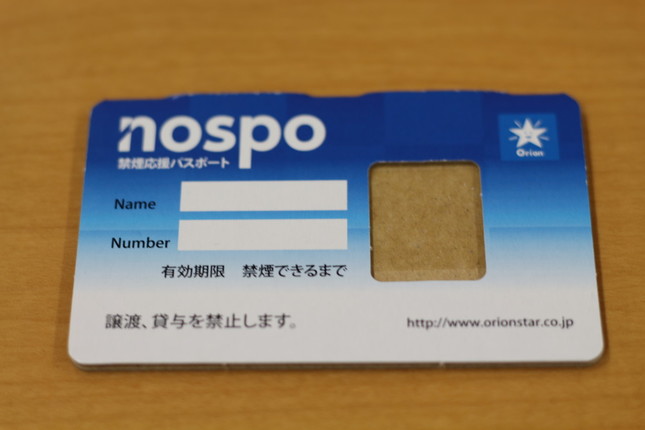 nospo
禁煙応援パスポート
Orion
Name
Number
有効期限　禁煙できるまで
譲渡、貸与を禁止します。
http://www.orionstar.co.jp